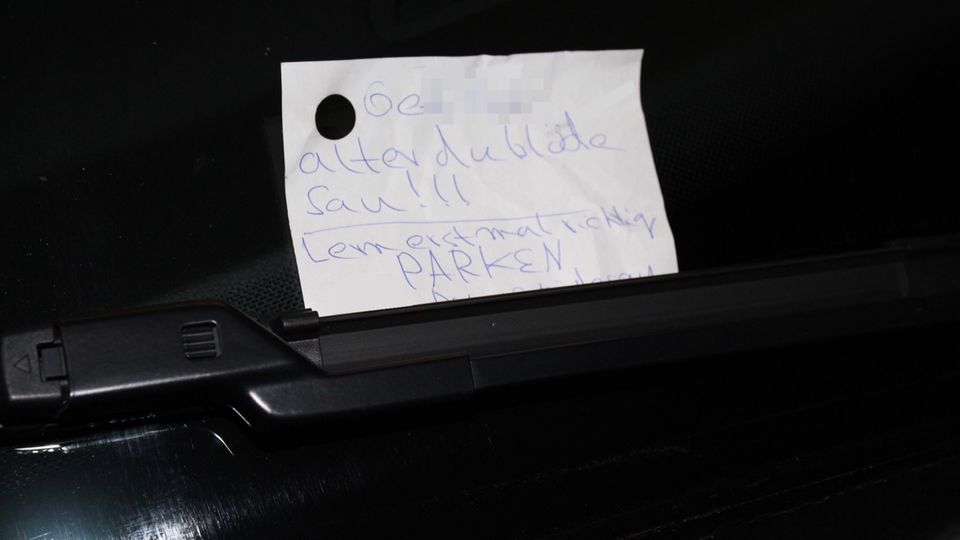 alter du blöde
Sau!!!
Lern erstmal richtig
PARKEN